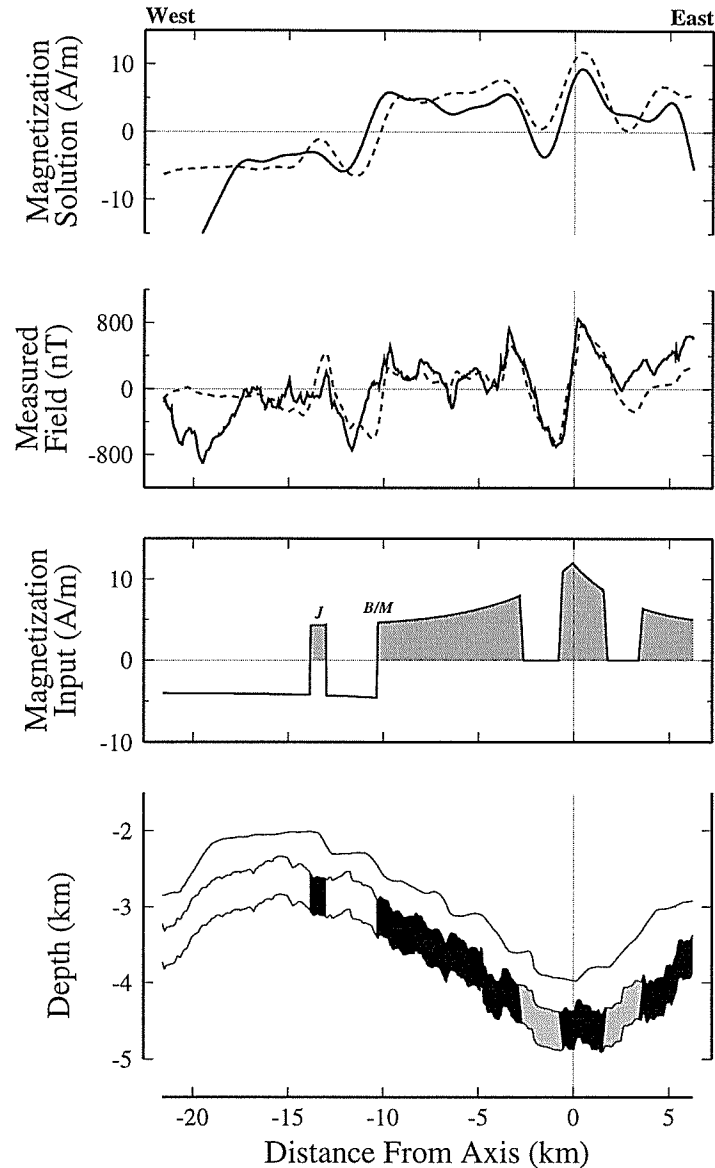 West East
Magnetization
Solution (A/m)
10
0
-10
Measured
Field (nT)
800
0
-800
Magnetization
Input (A/m)
10
0
-10
J
B/M
Depth (km)
-2
-3
-4
-5
-20 -15 -10 -5 0 5
Distance From Axis (km)